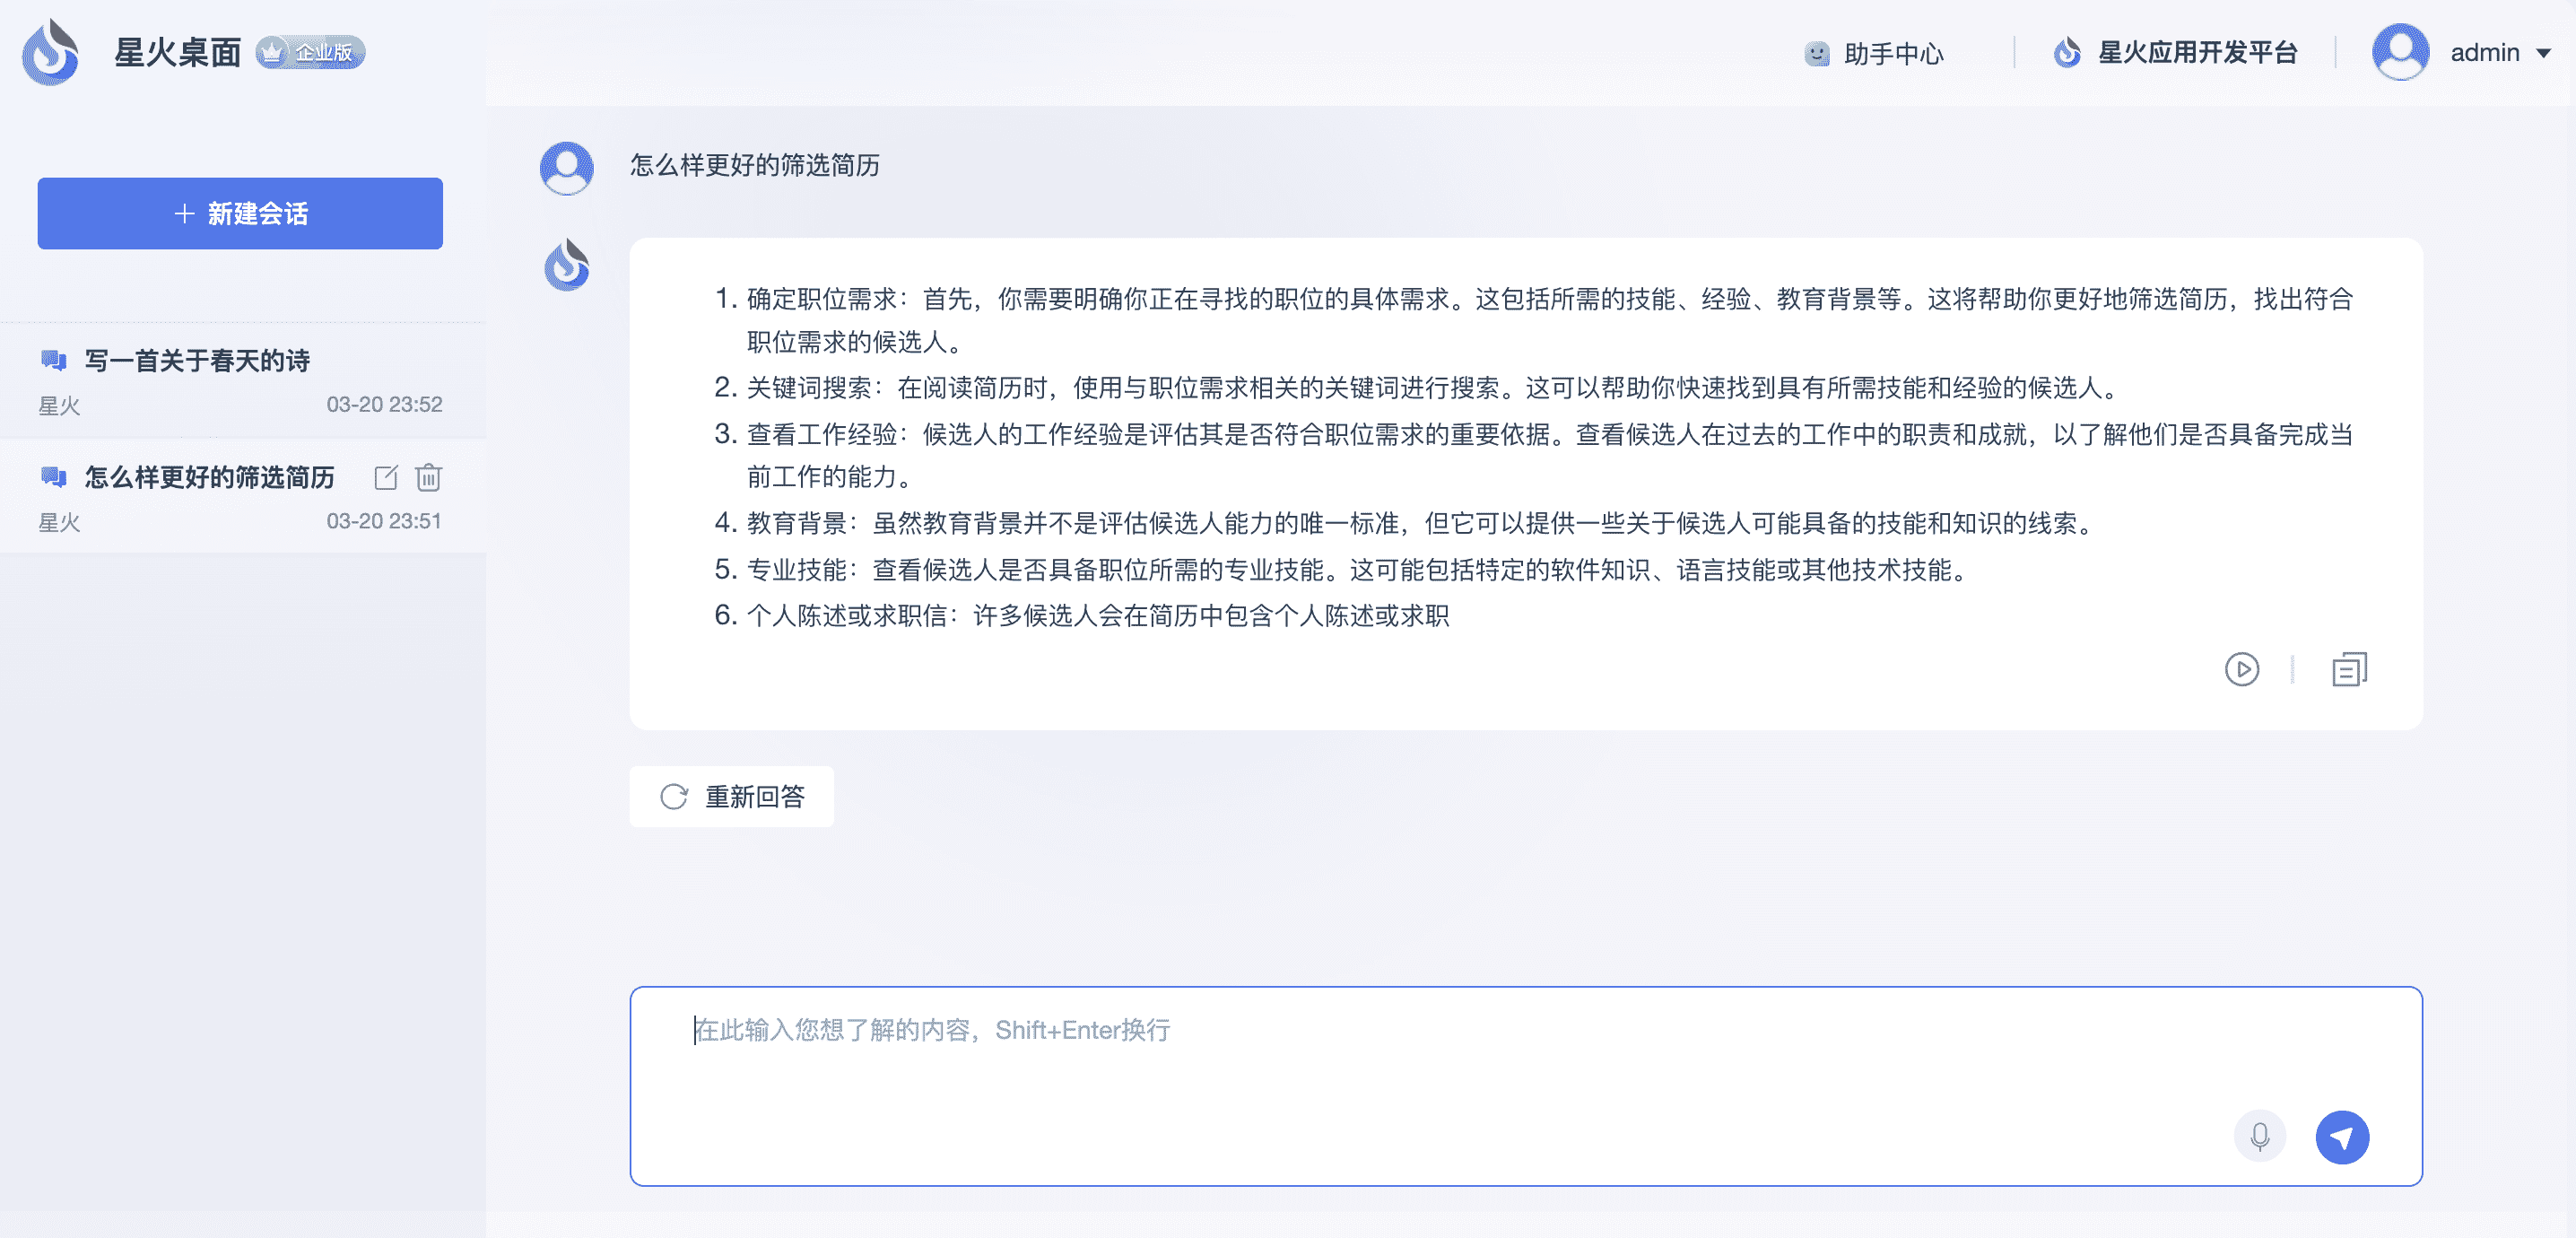 星火桌面 企业版
助手中心
星火应用开发平台
admin
新建会话
写一首关于春天的诗
星火 03-20 23:52
怎么样更好的筛选简历
星火 03-20 23:51
怎么样更好的筛选简历
1. 确定职位需求：首先，你需要明确你正在寻找的职位的具体需求。这包括所需的技能、经验、教育背景等。这将帮助你更好地筛选简历，找出符合
职位需求的候选人。
2. 关键词搜索：在阅读简历时，使用与职位需求相关的关键词进行搜索。这可以帮助你快速找到具有所需技能和经验的候选人。
3. 查看工作经验：候选人的工作经验是评估其是否符合职位需求的重要依据。查看候选人在过去的工作中的职责和成就，以了解他们是否具备完成当
前工作的能力。
4. 教育背景：虽然教育背景并不是评估候选人能力的唯一标准，但它可以提供一些关于候选人可能具备的技能和知识的线索。
5. 专业技能：查看候选人是否具备职位所需的专业技能。这可能包括特定的软件知识、语言技能或其他技术技能。
6. 个人陈述或求职信：许多候选人会在简历中包含个人陈述或求职
重新回答
在此输入您想了解的内容，Shift+Enter换行